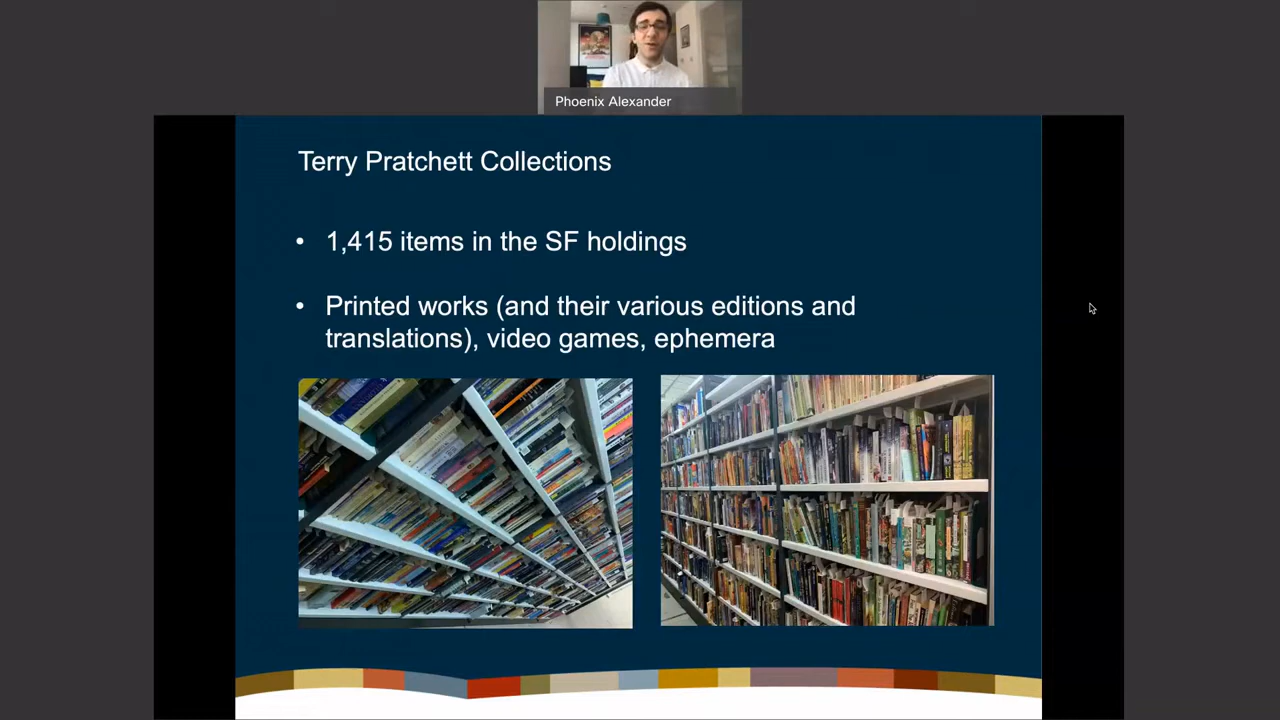 Phoenix Alexander
Terry Pratchett Collections
• 1,415 items in the SF holdings
• Printed works (and their various editions and
translations), video games, ephemera